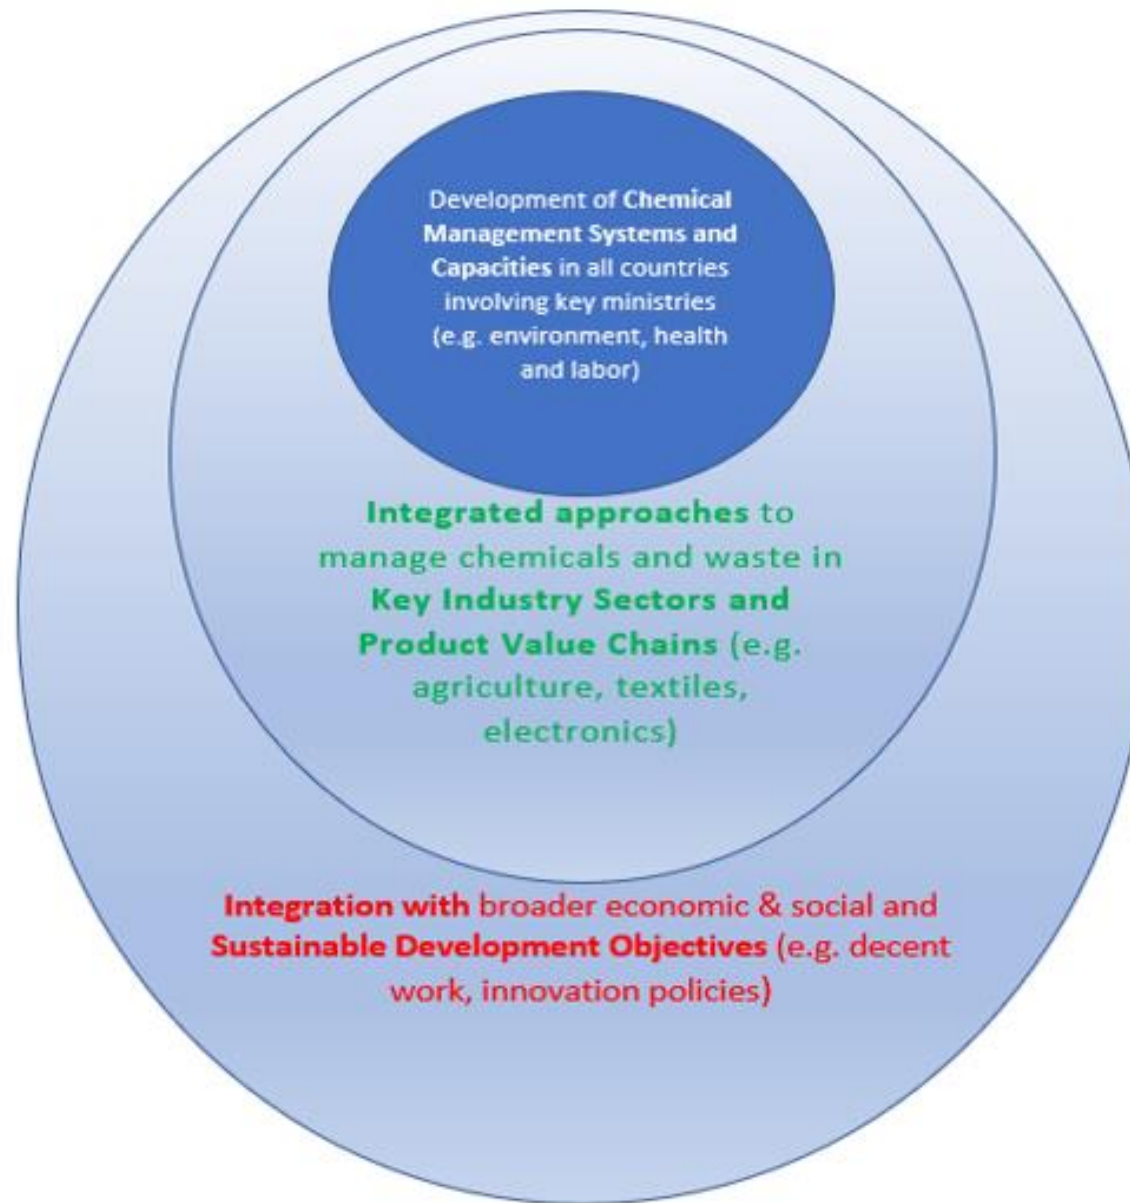 Development of Chemical
Management Systems and
Capacities in all countries
involving key ministries
(e.g. environment, health
and labor)
Integrated approaches to
manage chemicals and waste in
Key Industry Sectors and
Product Value Chains (e.g.
agriculture, textiles,
electronics)
Integration with broader economic & social and
Sustainable Development Objectives (e.g. decent
work, innovation policies)